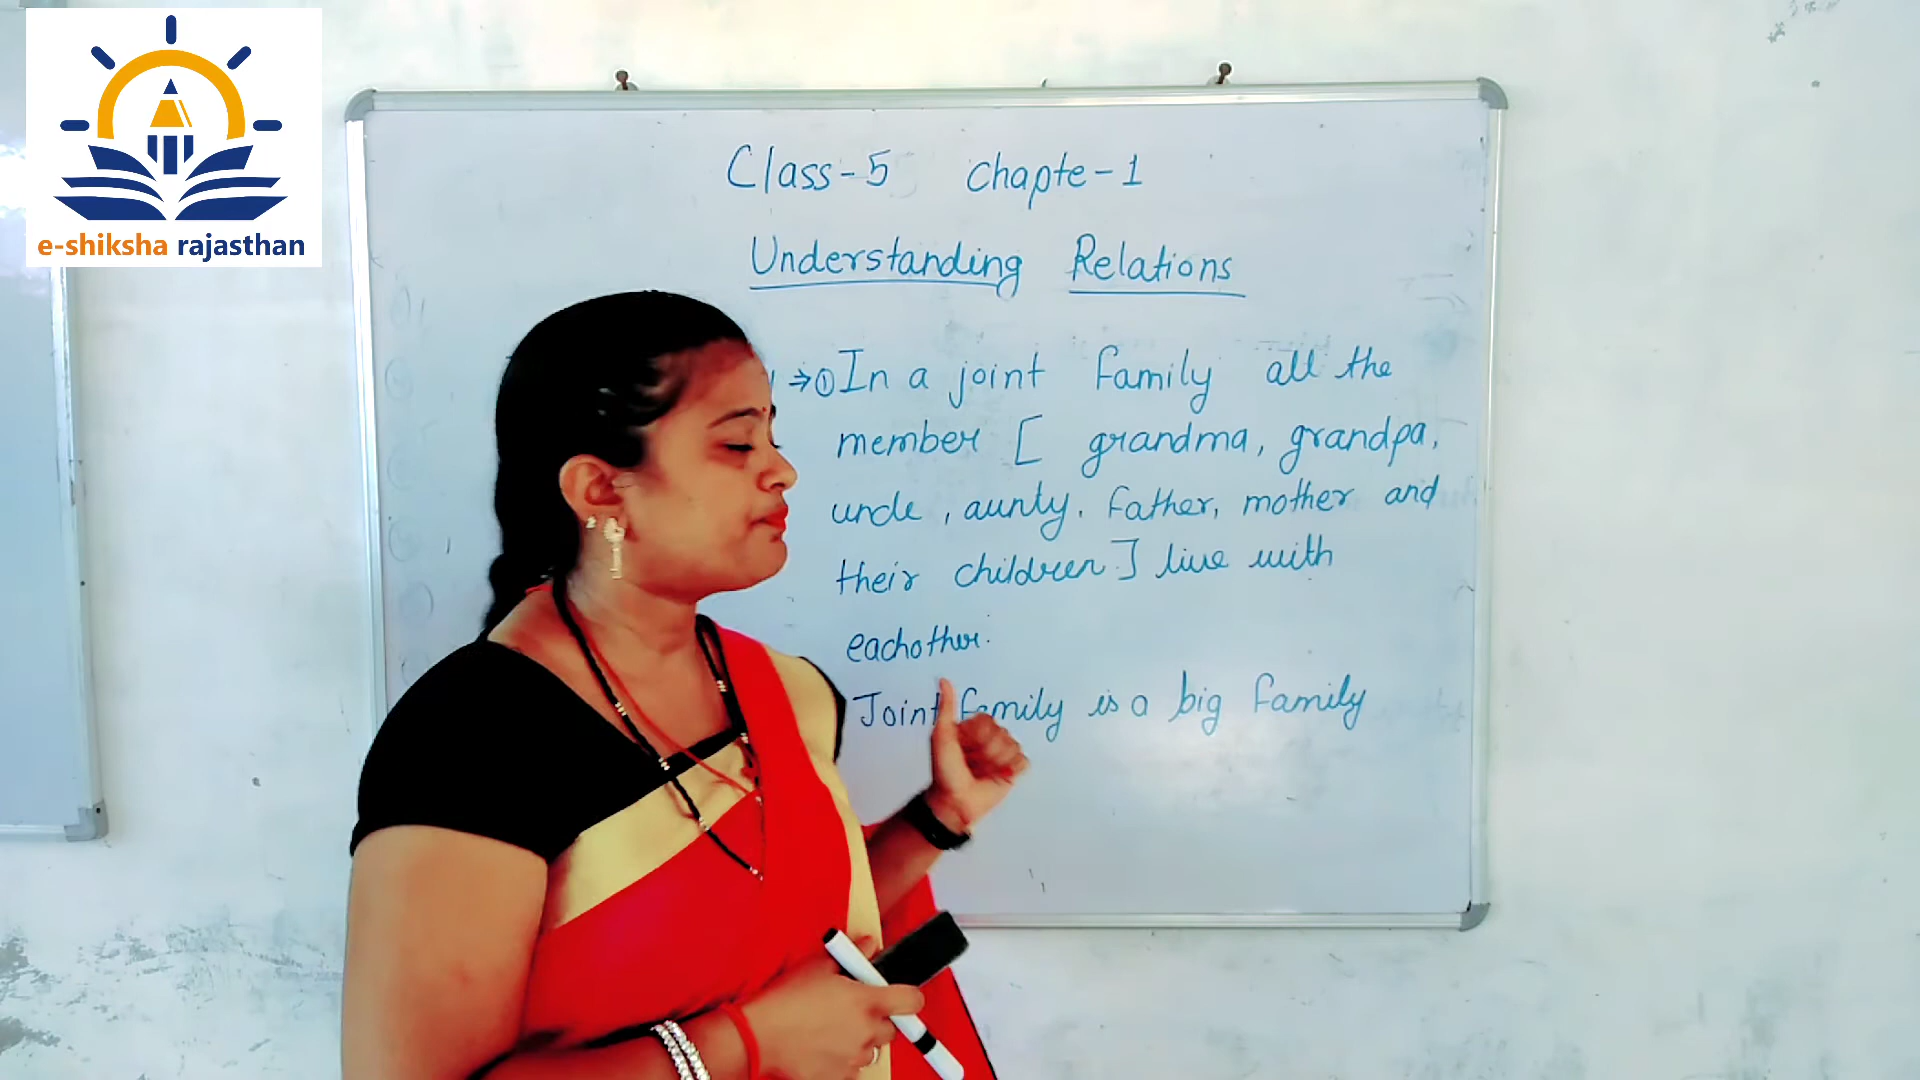 e-shiksha rajasthan
Class-5 Chapte-1
Understanding Relations
⇒① In a joint family all the
member [ grandma, grandpa,
uncle, aunty. father, mother and
their children] live with
eachother.
Joint family is a big family